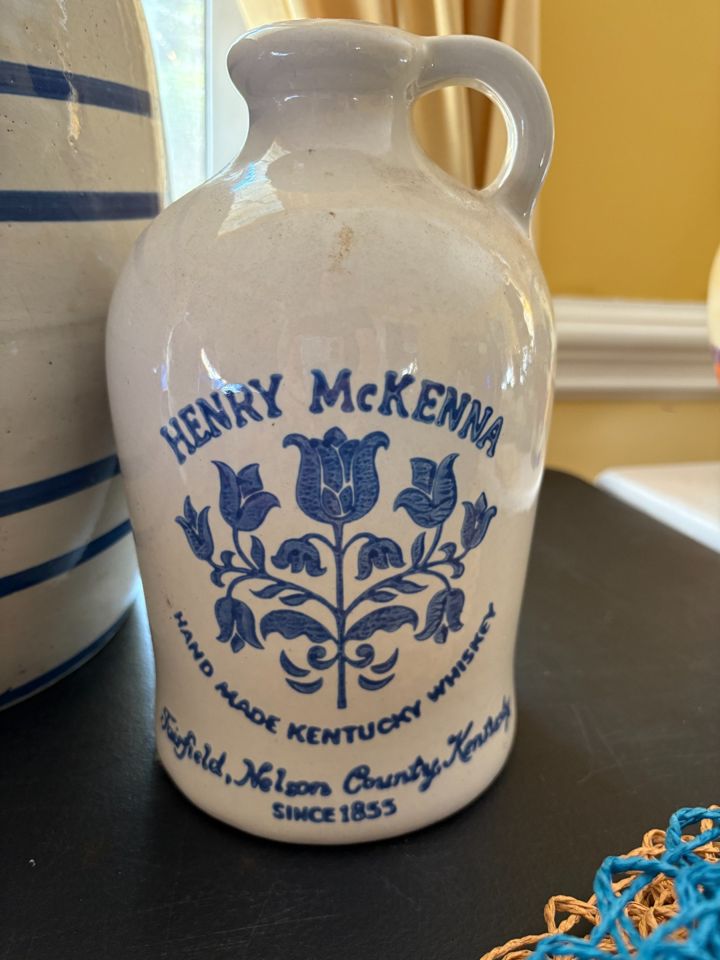 HENRY McKENNA
HAND MADE KENTUCKY WHISKEY
Fairfield, Nelson County, Kentucky
SINCE 1855